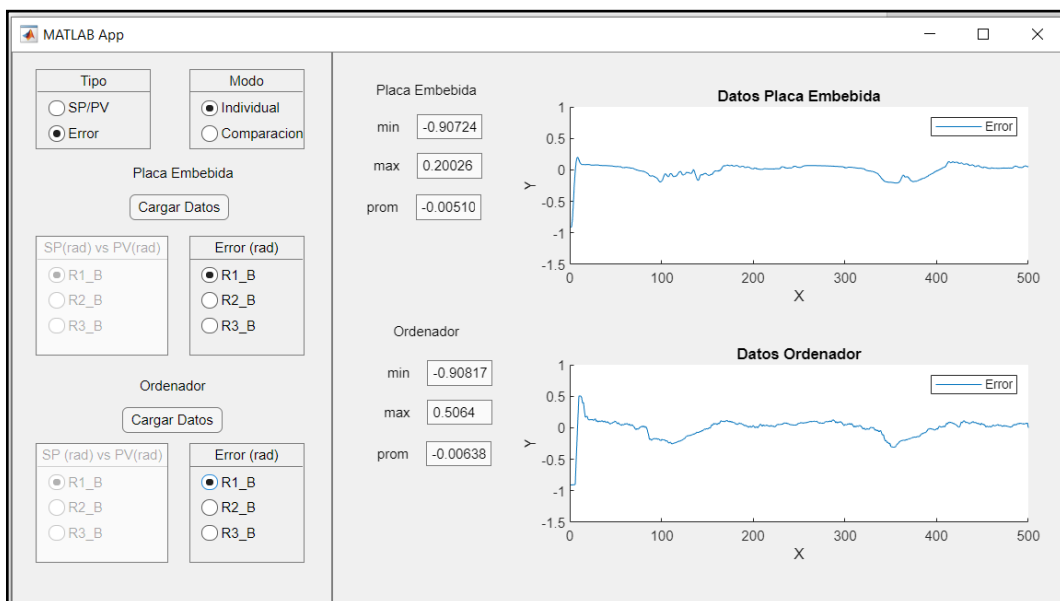 MATLAB App
Tipo
SP/PV
Error
Modo
Individual
Comparacion
Placa Embebida
Cargar Datos
SP(rad) vs PV(rad)
R1_B
R2_B
R3_B
Error (rad)
R1_B
R2_B
R3_B
Ordenador
Cargar Datos
SP (rad) vs PV(rad)
R1_B
R2_B
R3_B
Error (rad)
R1_B
R2_B
R3_B
Placa Embebida
min -0.90724
max 0.20026
prom -0.00510
Datos Placa Embebida
Error
Y
1
0.5
0
-0.5
-1
-1.5
0 100 200 300 400 500
X
Ordenador
min -0.90817
max 0.5064
prom -0.00638
Datos Ordenador
Error
Y
1
0.5
0
-0.5
-1
-1.5
0 100 200 300 400 500
X